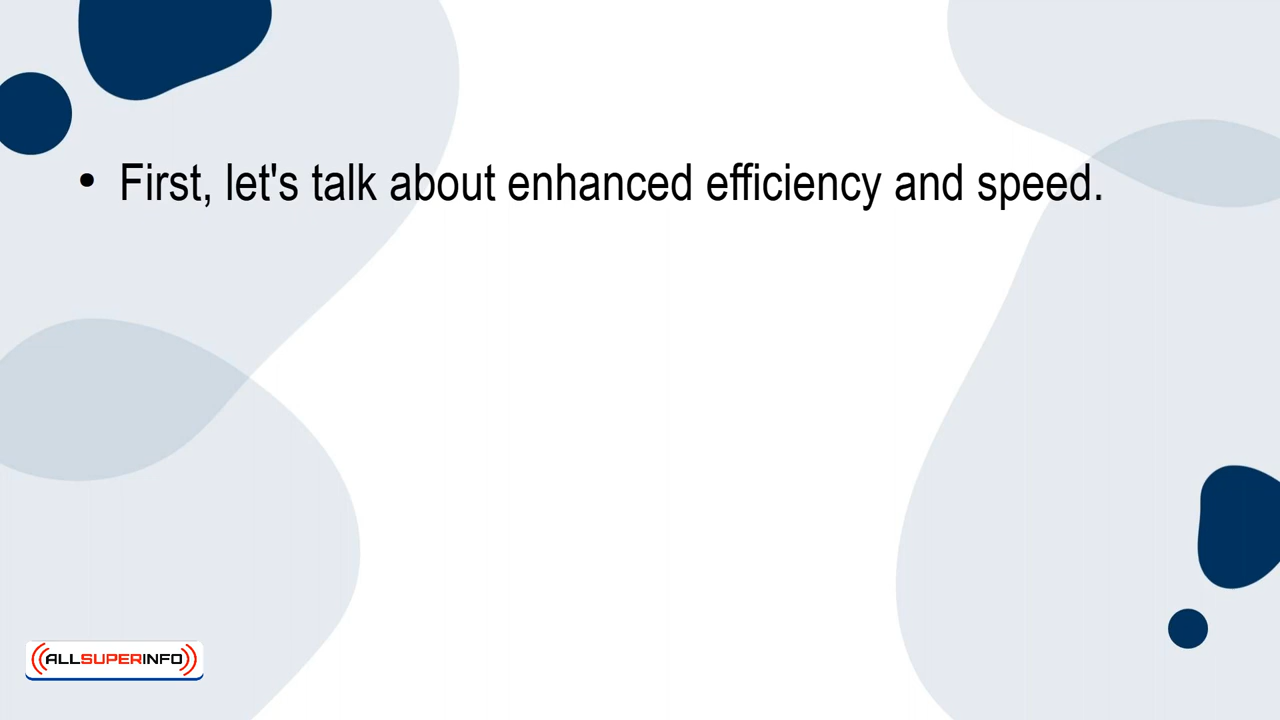 • First, let's talk about enhanced efficiency and speed.
ALLSUPERINFO